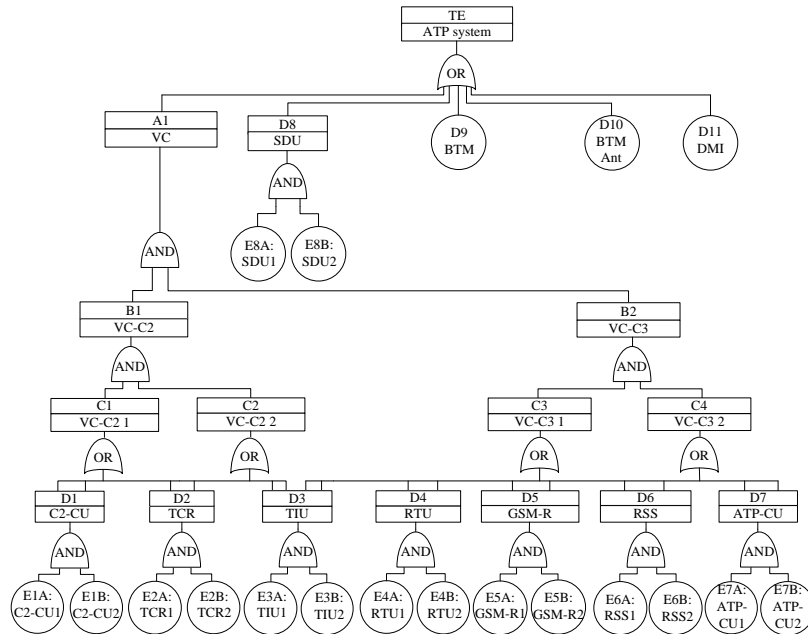 TE
ATP system
OR
A1
VC
D8
SDU
D9
BTM
D10
BTM
Ant
D11
DMI
AND
E8A:
SDU1
E8B:
SDU2
AND
B1
VC-C2
B2
VC-C3
AND
AND
C1
VC-C2 1
C2
VC-C2 2
C3
VC-C3 1
C4
VC-C3 2
OR
OR
OR
OR
D1
C2-CU
D2
TCR
D3
TIU
D4
RTU
D5
GSM-R
D6
RSS
D7
ATP-CU
AND
AND
AND
AND
AND
AND
AND
E1A:
C2-CU1
E1B:
C2-CU2
E2A:
TCR1
E2B:
TCR2
E3A:
TIU1
E3B:
TIU2
E4A:
RTU1
E4B:
RTU2
E5A:
GSM-R1
E5B:
GSM-R2
E6A:
RSS1
E6B:
RSS2
E7A:
ATP-
CU1
E7B:
ATP-
CU2